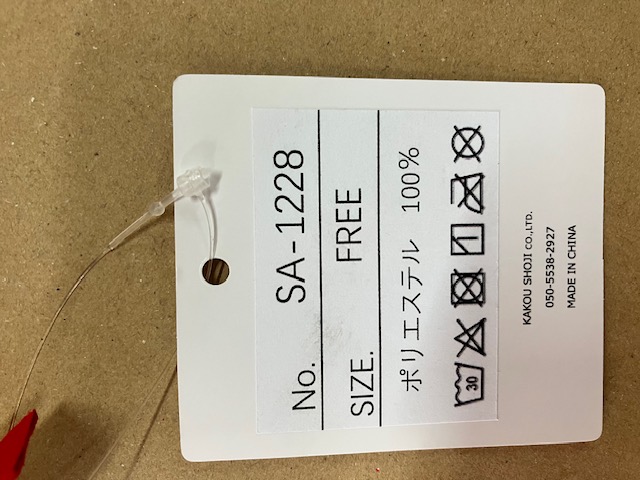 No. SA-1228
SIZE. FREE
ポリエステル 100%
30
KAKOU SHOJI CO.,LTD.
050-5538-2927
MADE IN CHINA